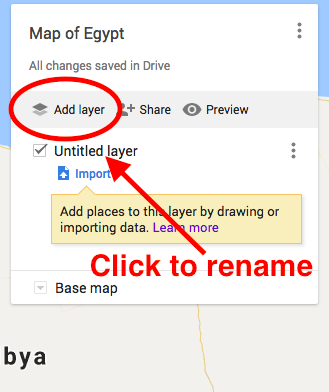 Map of Egypt
All changes saved in Drive
Add layer Share Preview
Untitled layer
Import
Add places to this layer by drawing or
importing data. Learn more
Click to rename
Base map
bya